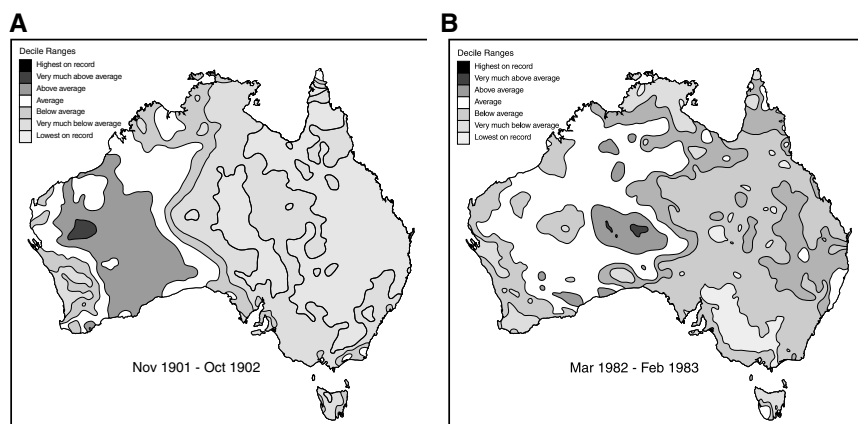 A
Decile Ranges
Highest on record
Very much above average
Above average
Average
Below average
Very much below average
Lowest on record
Nov 1901 - Oct 1902
B
Decile Ranges
Highest on record
Very much above average
Above average
Average
Below average
Very much below average
Lowest on record
Mar 1982 - Feb 1983